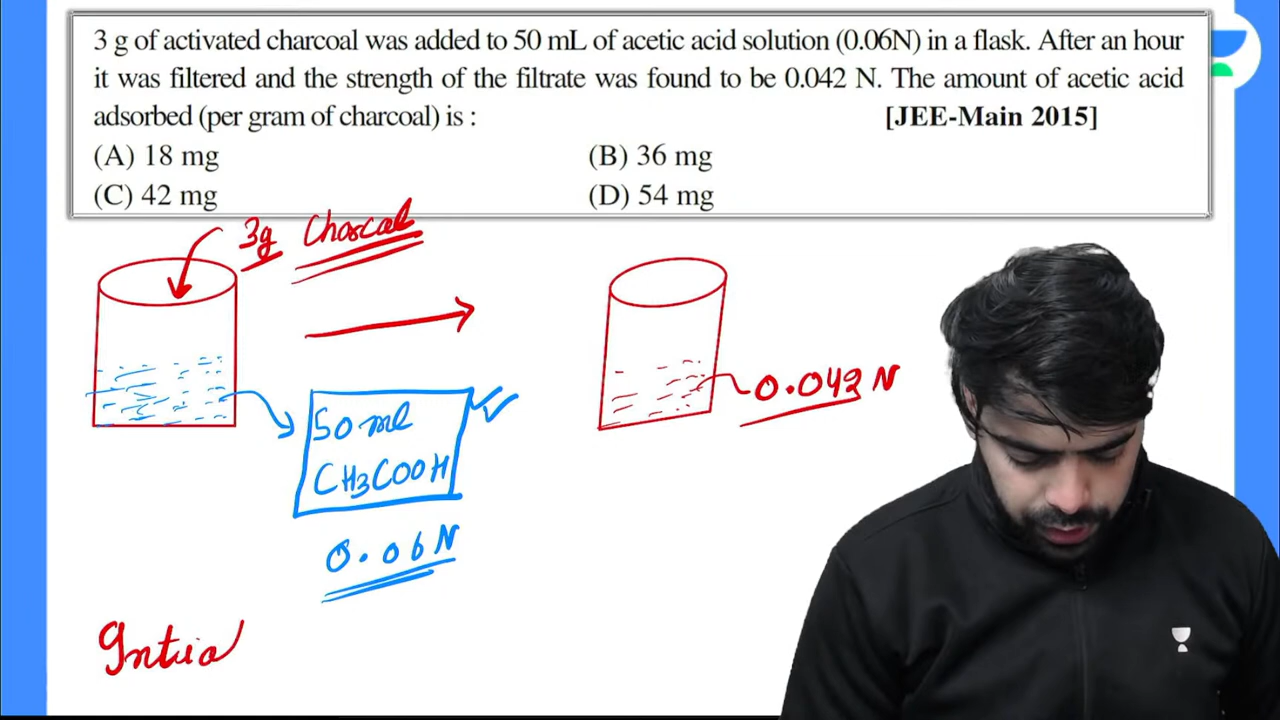 3 g of activated charcoal was added to 50 mL of acetic acid solution (0.06N) in a flask. After an hour
it was filtered and the strength of the filtrate was found to be 0.042 N. The amount of acetic acid
adsorbed (per gram of charcoal) is : [JEE-Main 2015]
(A) 18 mg (B) 36 mg
(C) 42 mg (D) 54 mg
3g Charcoal
0.042 N
50 ml
CH3COOH
0.06N
Intia